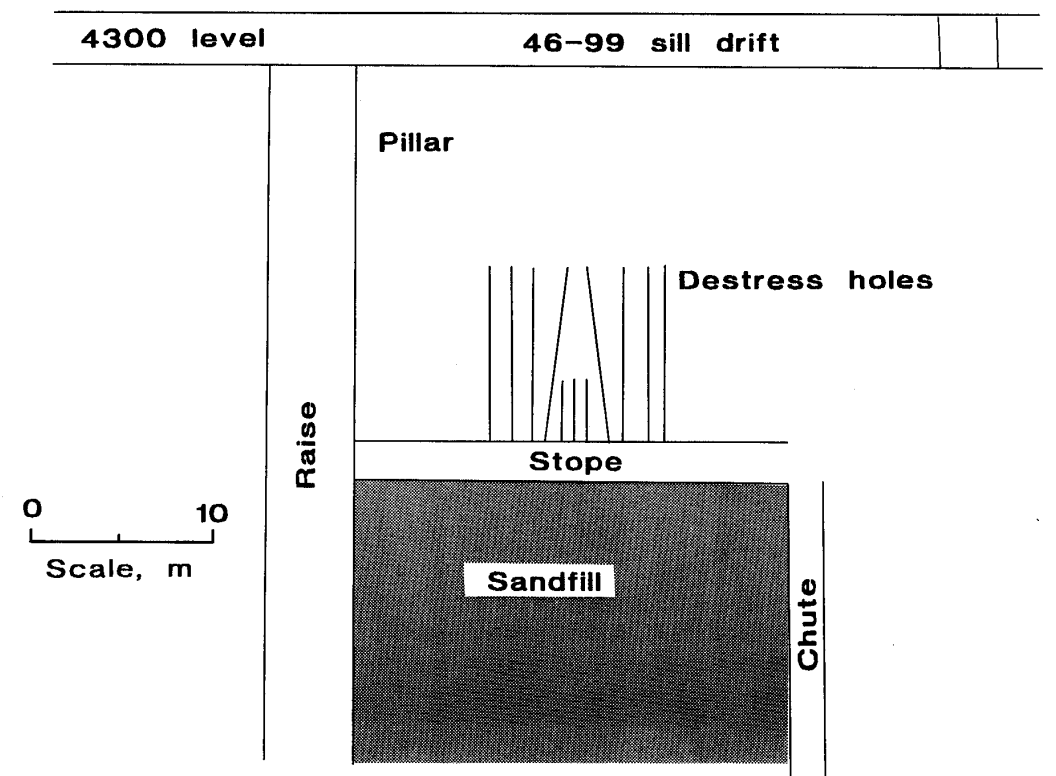 4300 level
46-99 sill drift
Pillar
Destress holes
Raise
Stope
0 10
Scale, m
Sandfill
Chute